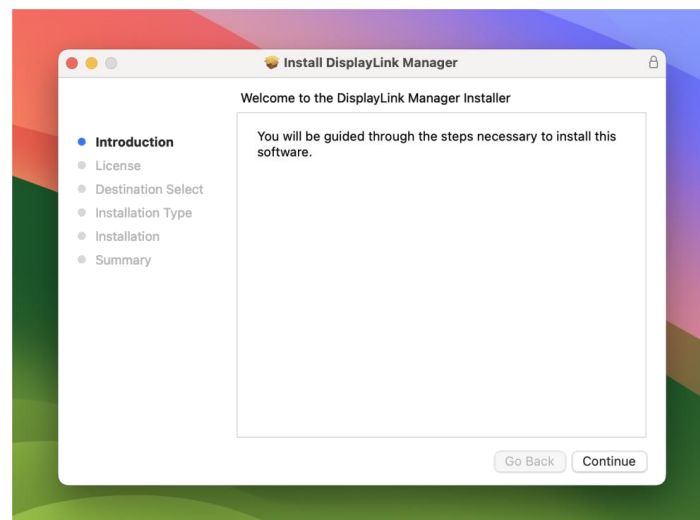 Install DisplayLink Manager
Welcome to the DisplayLink Manager Installer
Introduction
License
Destination Select
Installation Type
Installation
Summary
You will be guided through the steps necessary to install this
software.
Go Back
Continue